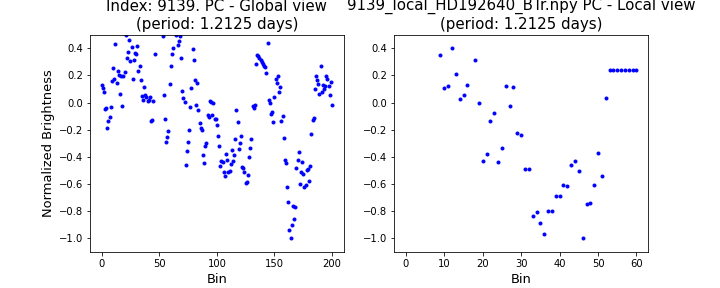 Index: 9139. PC - Global view
(period: 1.2125 days)
9139_local_HD192640_BTr.npy PC - Local view
(period: 1.2125 days)
Normalized Brightness
0.4
0.2
0.0
−0.2
−0.4
−0.6
−0.8
−1.0
0 50 100 150 200
Bin
0.4
0.2
0.0
−0.2
−0.4
−0.6
−0.8
−1.0
0 10 20 30 40 50 60
Bin